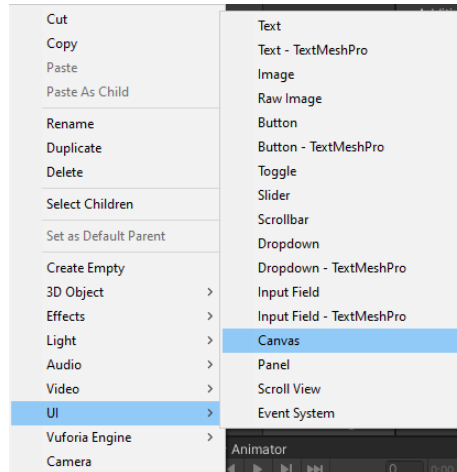 Cut
Copy
Paste
Paste As Child
Rename
Duplicate
Delete
Select Children
Set as Default Parent
Create Empty
3D Object
Effects
Light
Audio
Video
UI
Vuforia Engine
Camera
Text
Text - TextMeshPro
Image
Raw Image
Button
Button - TextMeshPro
Toggle
Slider
Scrollbar
Dropdown
Dropdown - TextMeshPro
Input Field
Input Field - TextMeshPro
Canvas
Panel
Scroll View
Event System
Animator
0